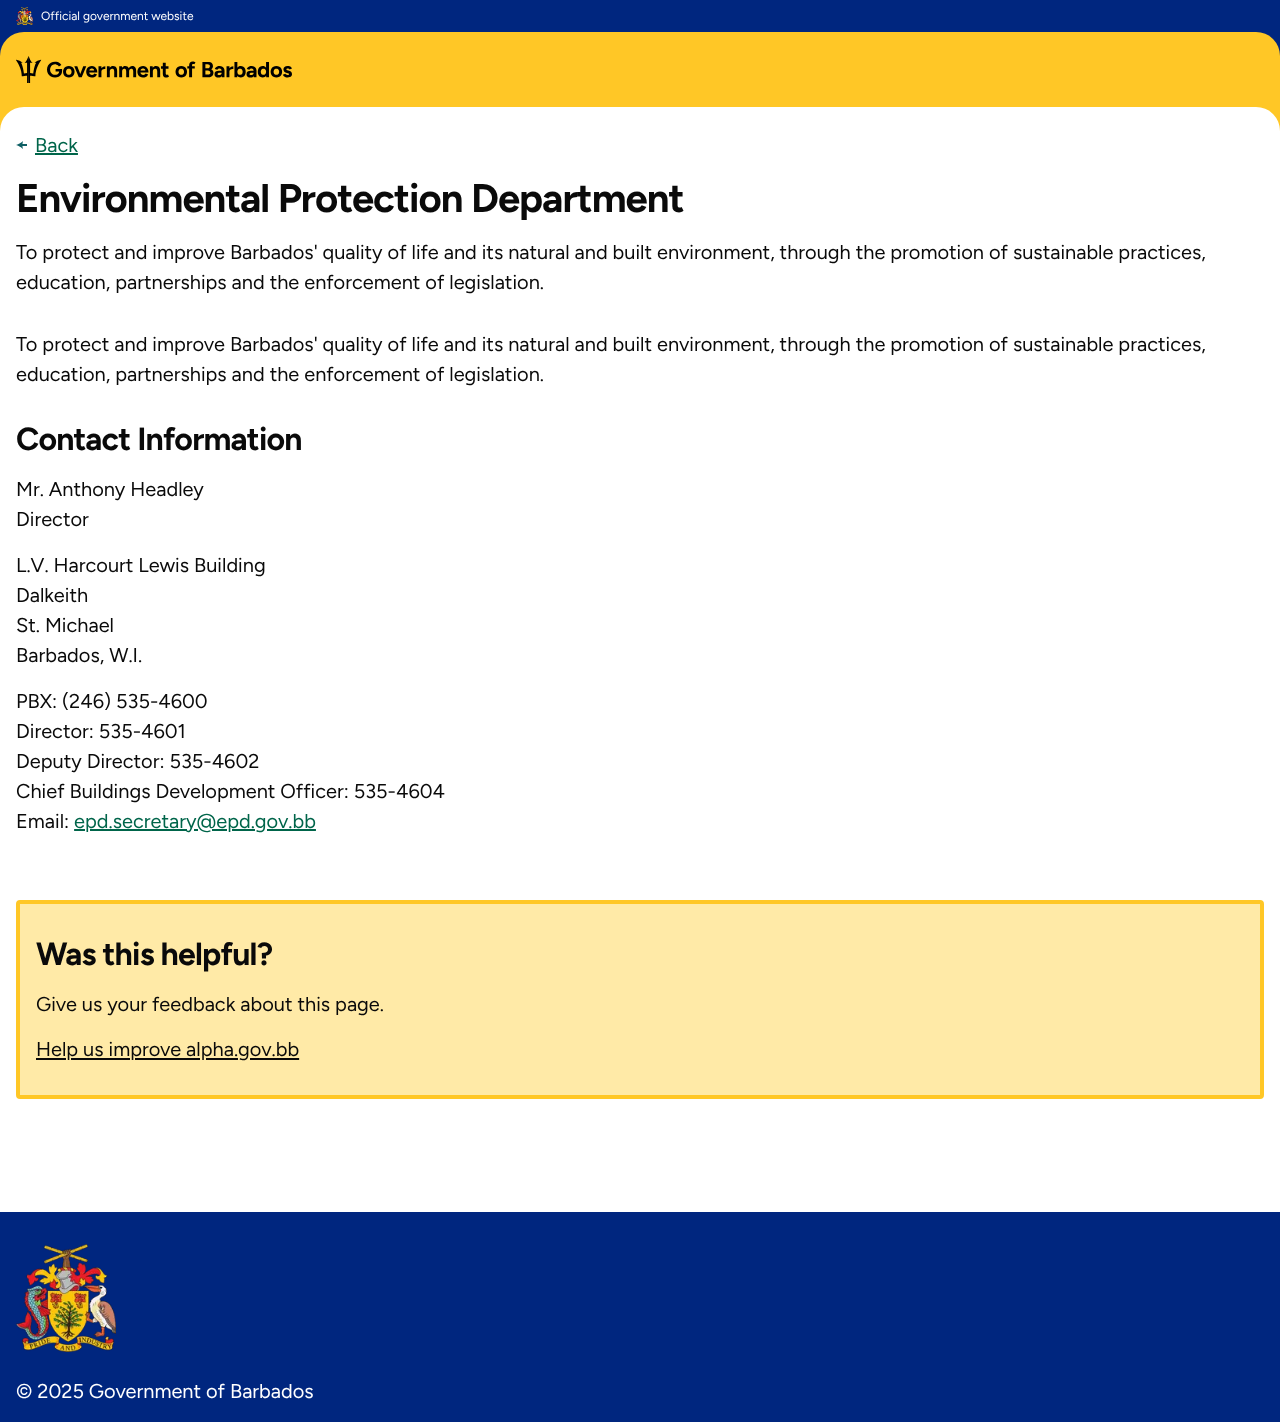 Official government website
Government of Barbados
Back
Environmental Protection Department
To protect and improve Barbados' quality of life and its natural and built environment, through the promotion of sustainable practices,
education, partnerships and the enforcement of legislation.
To protect and improve Barbados' quality of life and its natural and built environment, through the promotion of sustainable practices,
education, partnerships and the enforcement of legislation.
Contact Information
Mr. Anthony Headley
Director
L.V. Harcourt Lewis Building
Dalkeith
St. Michael
Barbados, W.I.
PBX: (246) 535-4600
Director: 535-4601
Deputy Director: 535-4602
Chief Buildings Development Officer: 535-4604
Email: epd.secretary@epd.gov.bb
Was this helpful?
Give us your feedback about this page.
Help us improve alpha.gov.bb
PRIDE AND INDUSTRY
© 2025 Government of Barbados